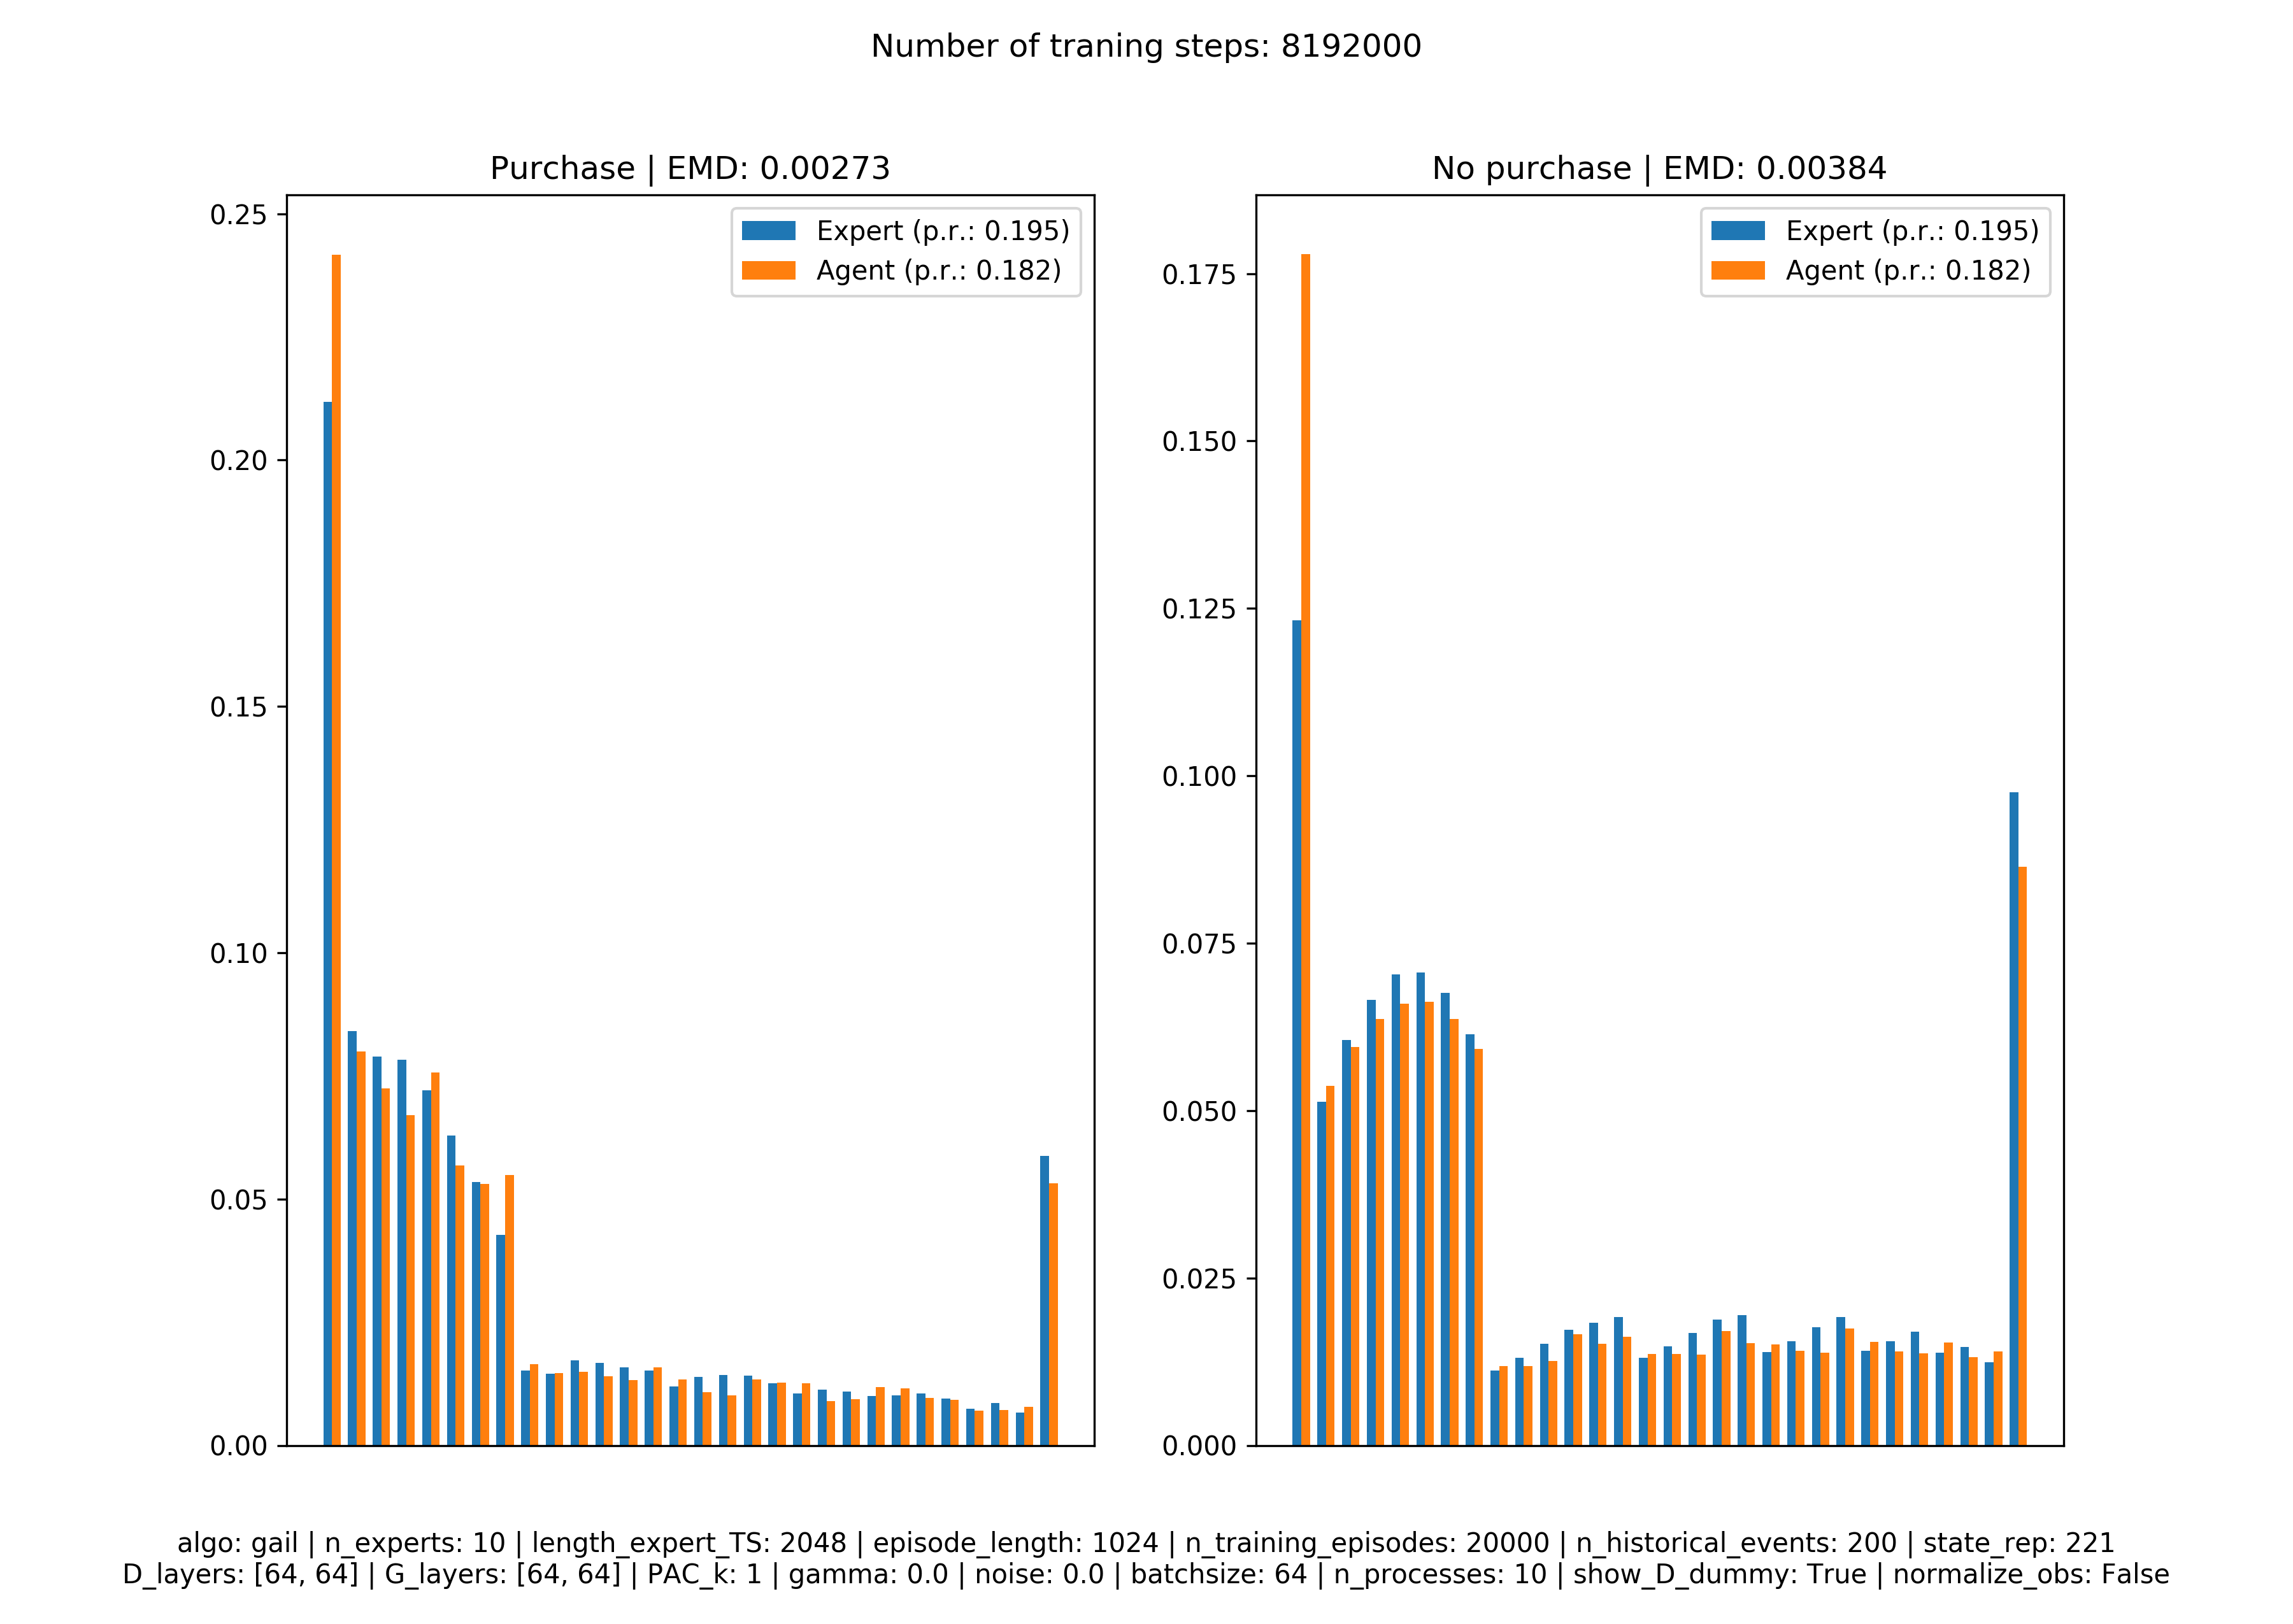 Number of traning steps: 8192000
Purchase | EMD: 0.00273
0.25
0.20
0.15
0.10
0.05
0.00
Expert (p.r.: 0.195)
Agent (p.r.: 0.182)
No purchase | EMD: 0.00384
0.175
0.150
0.125
0.100
0.075
0.050
0.025
0.000
Expert (p.r.: 0.195)
Agent (p.r.: 0.182)
algo: gail | n_experts: 10 | length_expert_TS: 2048 | episode_length: 1024 | n_training_episodes: 20000 | n_historical_events: 200 | state_rep: 221
D_layers: [64, 64] | G_layers: [64, 64] | PAC_k: 1 | gamma: 0.0 | noise: 0.0 | batchsize: 64 | n_processes: 10 | show_D_dummy: True | normalize_obs: False